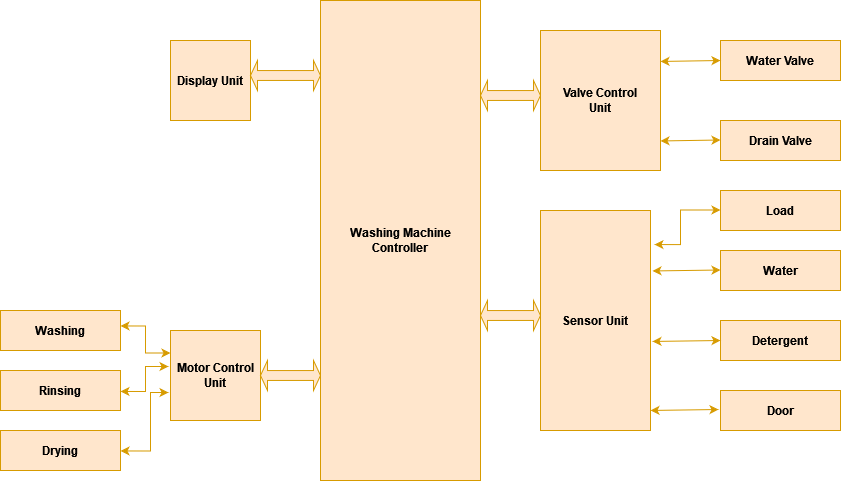 Display Unit
Washing Machine
Controller
Valve Control
Unit
Water Valve
Drain Valve
Sensor Unit
Load
Water
Detergent
Door
Motor Control
Unit
Washing
Rinsing
Drying